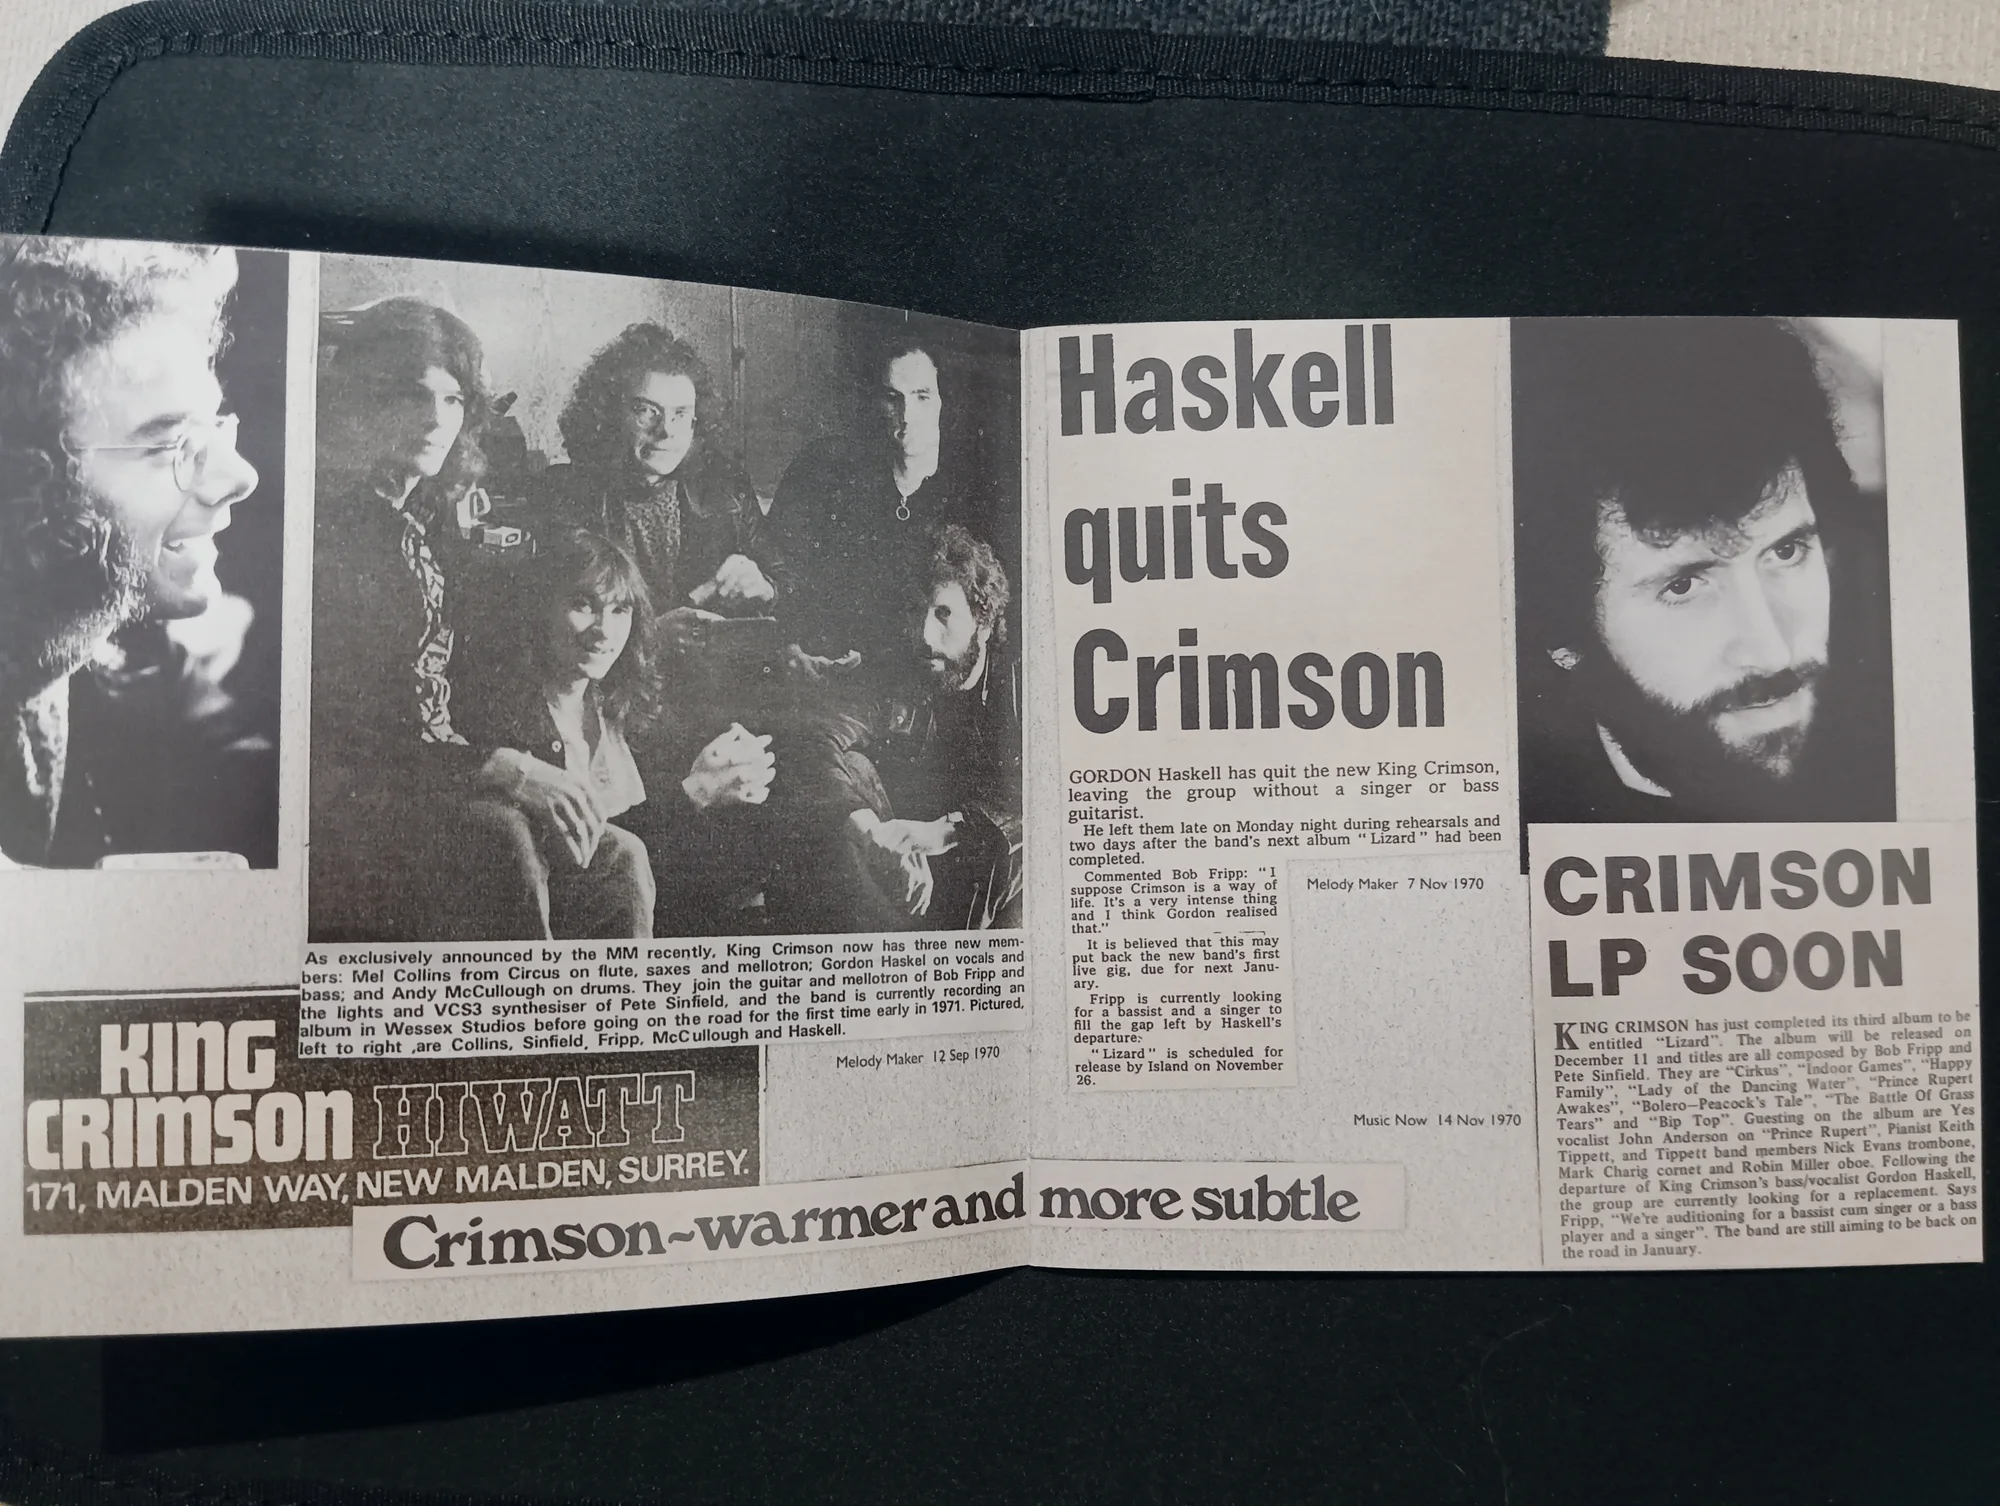 As exclusively announced by the MM recently, King Crimson now has three new mem-
bers: Mel Collins from Circus on flute, saxes and mellotron; Gordon Haskel on vocals and
bass; and Andy McCullough on drums. They join the guitar and mellotron of Bob Fripp and
the lights and VCS3 synthesiser of Pete Sinfield, and the band is currently recording an
album in Wessex Studios before going on the road for the first time early in 1971. Pictured,
left to right ,are Collins, Sinfield, Fripp, McCullough and Haskell.
Melody Maker 12 Sep 1970
KING
CRIMSON HIWATT
171, MALDEN WAY, NEW MALDEN, SURREY.
Crimson~warmer and more subtle
Haskell
quits
Crimson
GORDON Haskell has quit the new King Crimson,
leaving the group without a singer or bass
guitarist.
He left them late on Monday night during rehearsals and
two days after the band's next album "Lizard" had been
completed.
Commented Bob Fripp: "I
suppose Crimson is a way of
life. It's a very intense thing
and I think Gordon realised
that."
It is believed that this may
put back the new band's first
live gig, due for next Janu-
ary.
Fripp is currently looking
for a bassist and a singer to
fill the gap left by Haskell's
departure.
"Lizard" is scheduled for
release by Island on November
26.
Melody Maker 7 Nov 1970
Music Now 14 Nov 1970
CRIMSON
LP SOON
KING CRIMSON has just completed its third album to be
entitled "Lizard". The album will be released on
December 11 and titles are all composed by Bob Fripp and
Pete Sinfield. They are "Cirkus", "Indoor Games", "Happy
Family", "Lady of the Dancing Water", "Prince Rupert
Awakes", "Bolero—Peacock's Tale", "The Battle Of Grass
Tears" and "Bip Top". Guesting on the album are Yes
vocalist John Anderson on "Prince Rupert", Pianist Keith
Tippett, and Tippett band members Nick Evans trombone,
Mark Charig cornet and Robin Miller oboe. Following the
departure of King Crimson's bass/vocalist Gordon Haskell,
the group are currently looking for a replacement. Says
Fripp, "We're auditioning for a bassist cum singer or a bass
player and a singer". The band are still aiming to be back on
the road in January.